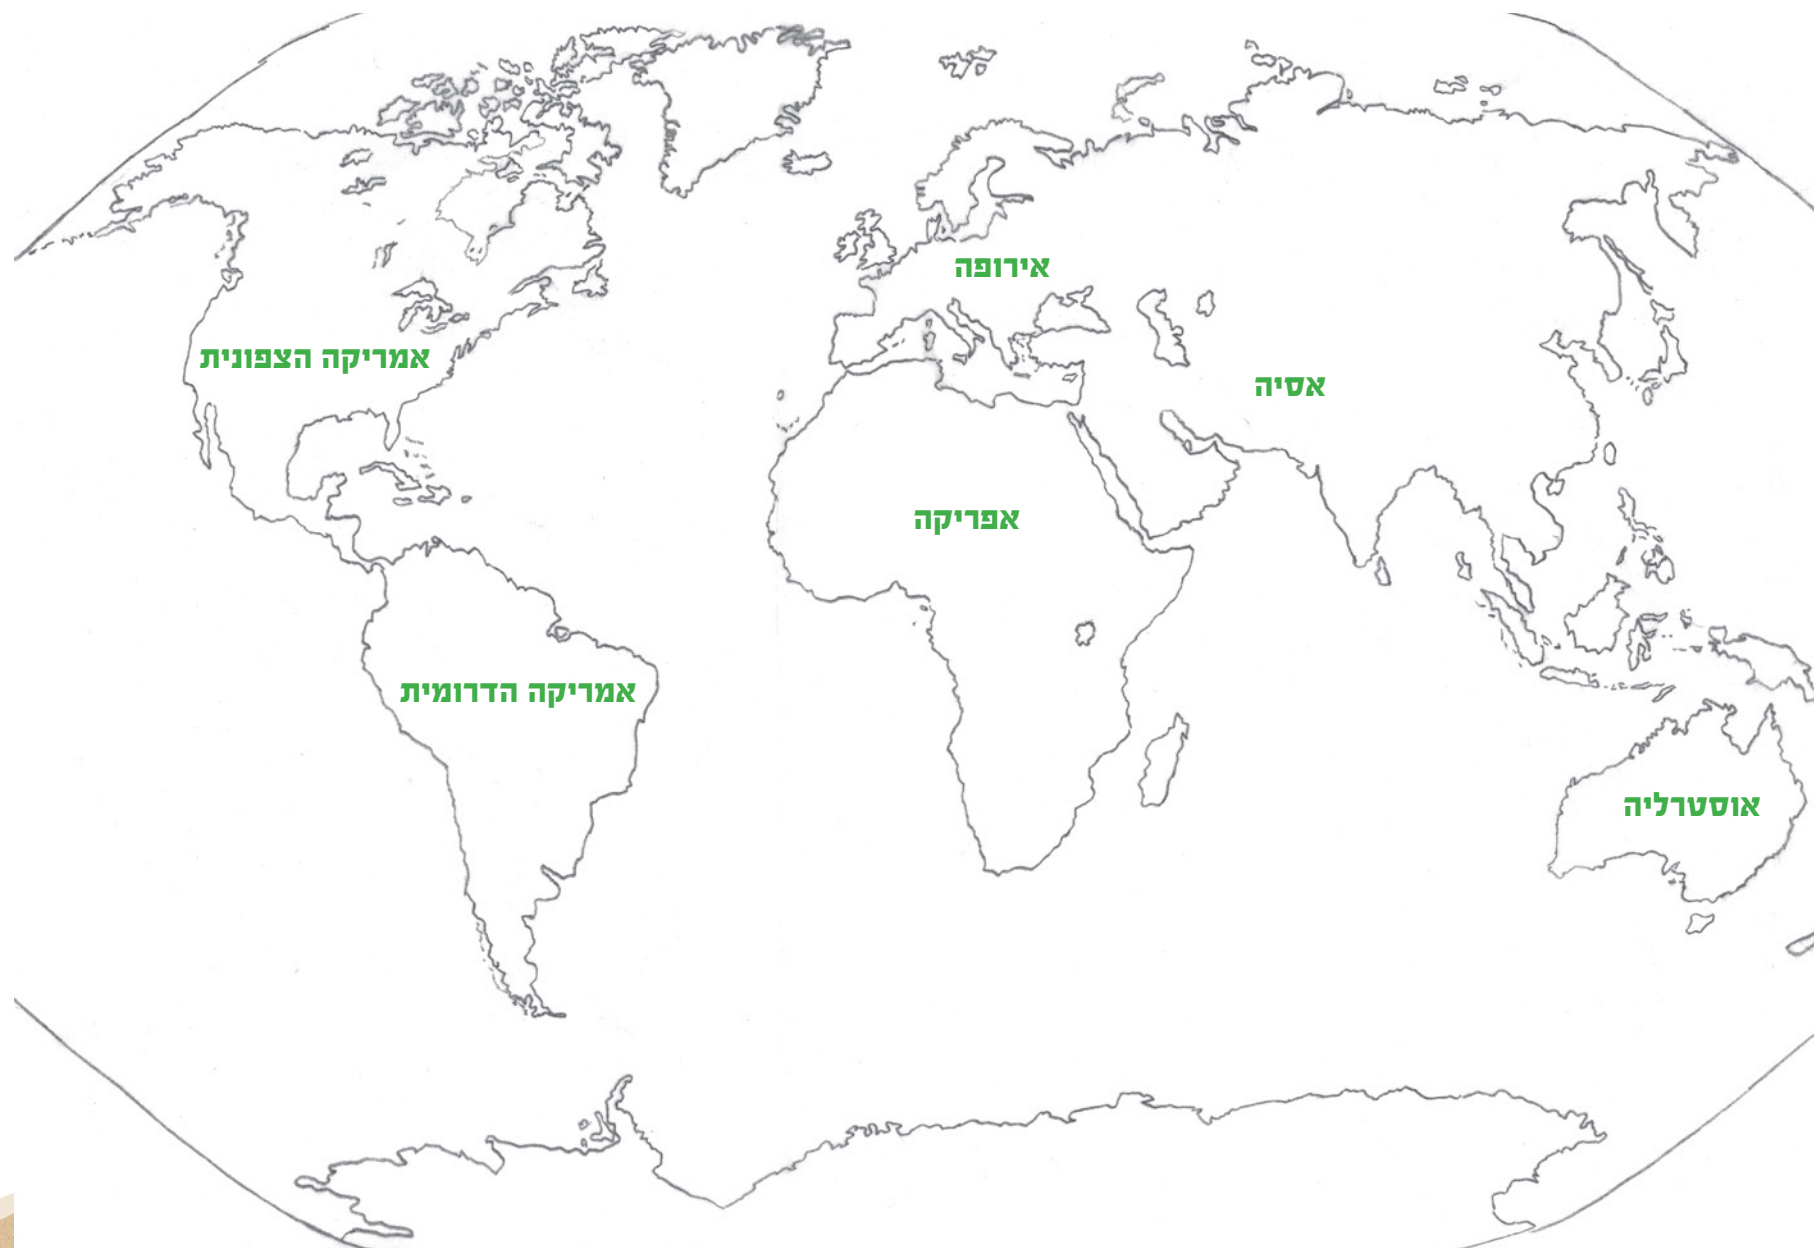 אירופה
אמריקה הצפונית
אסיה
אפריקה
אמריקה הדרומית
אוסטרליה